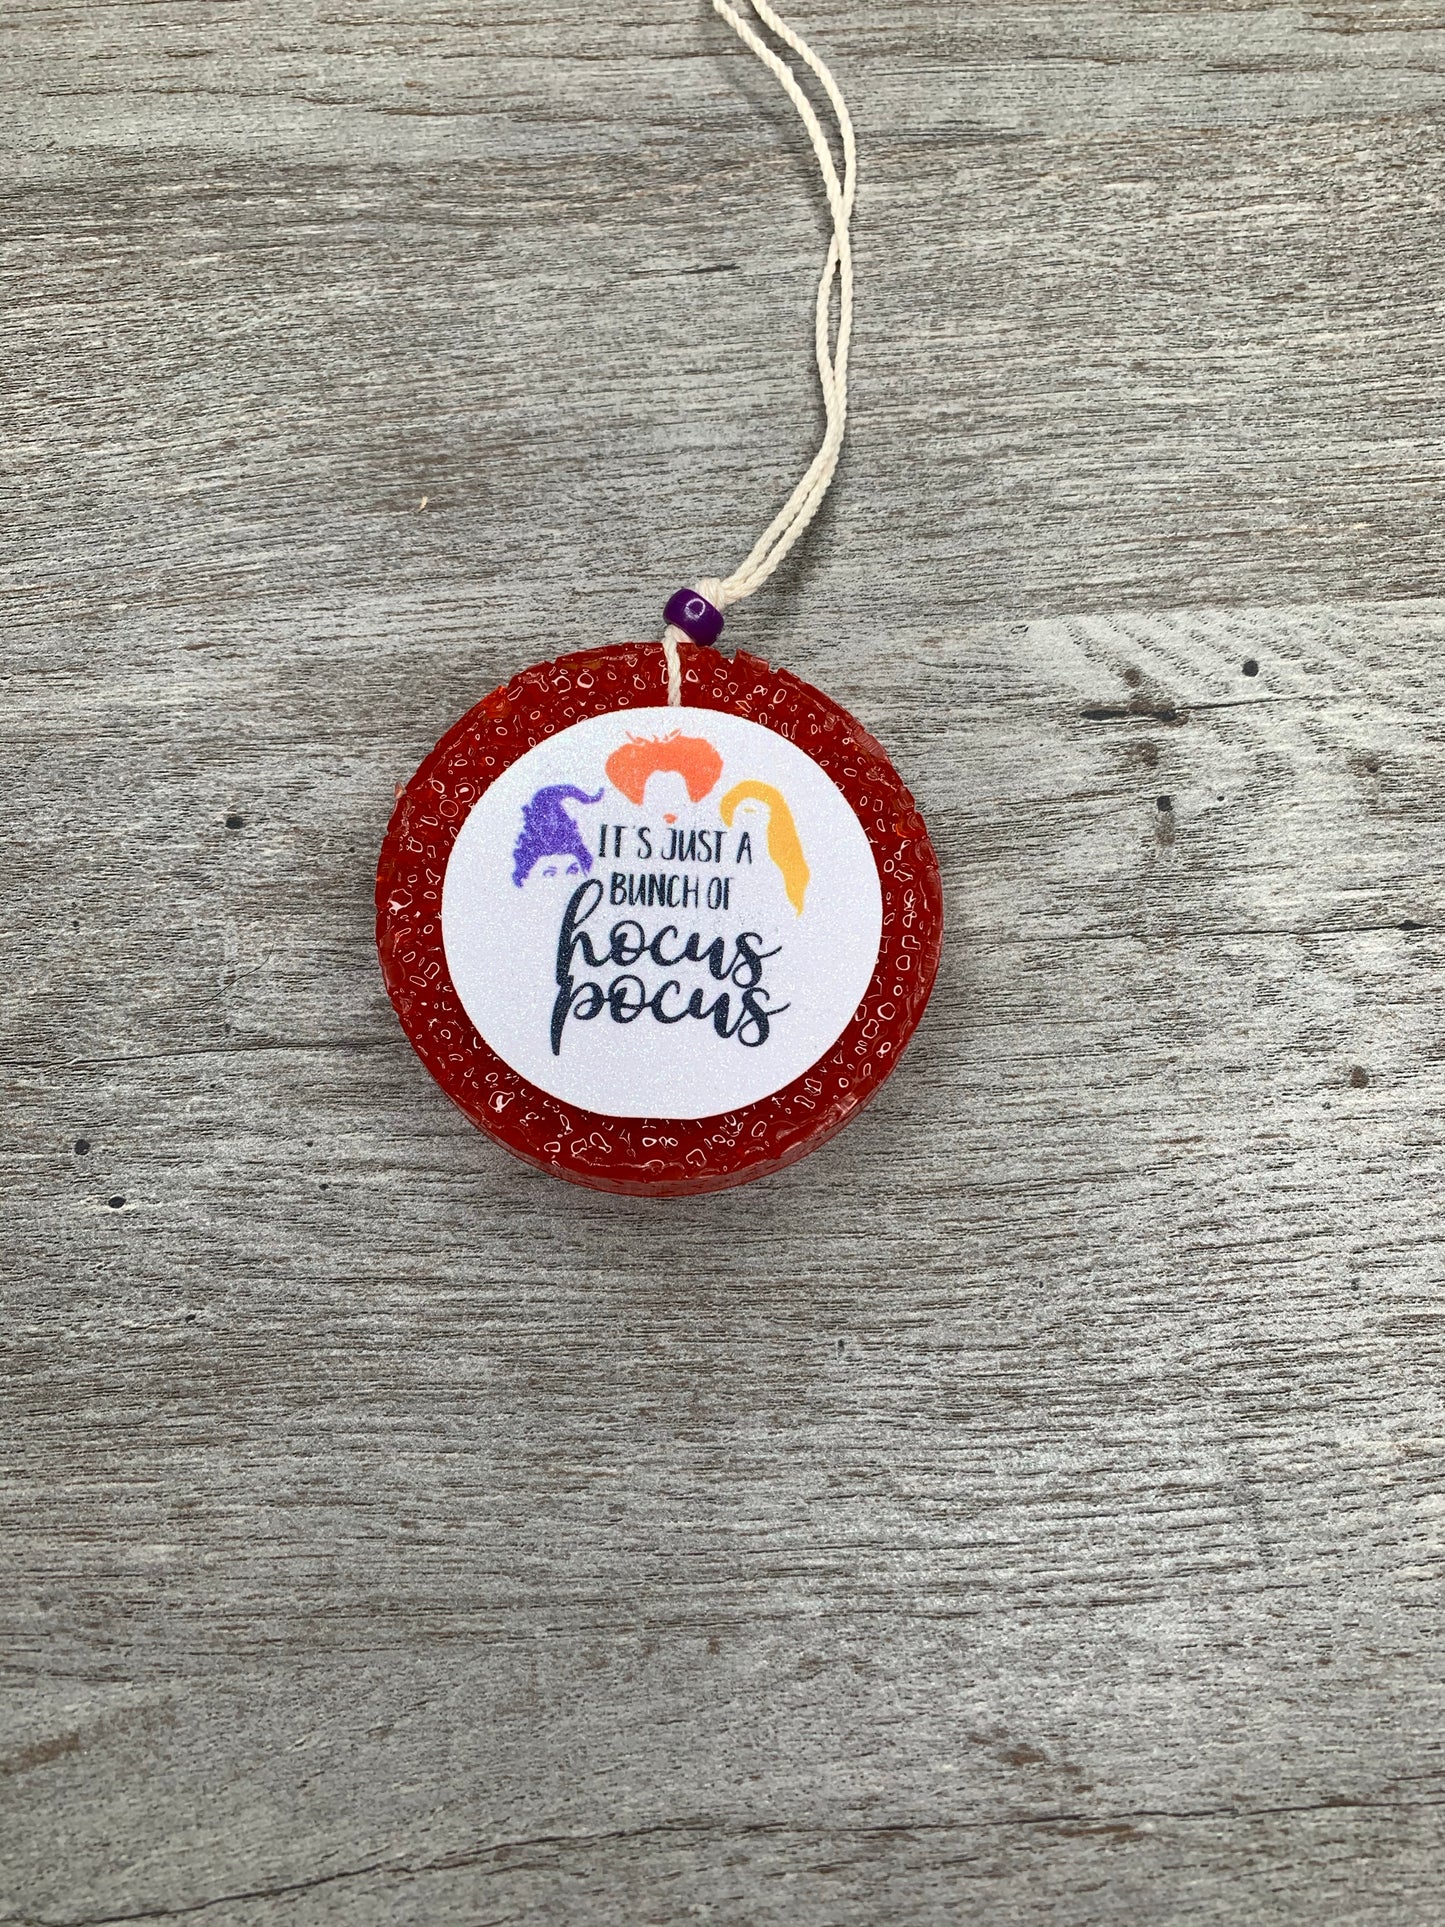 IT'S JUST A
BUNCH OF
hocus
pocus